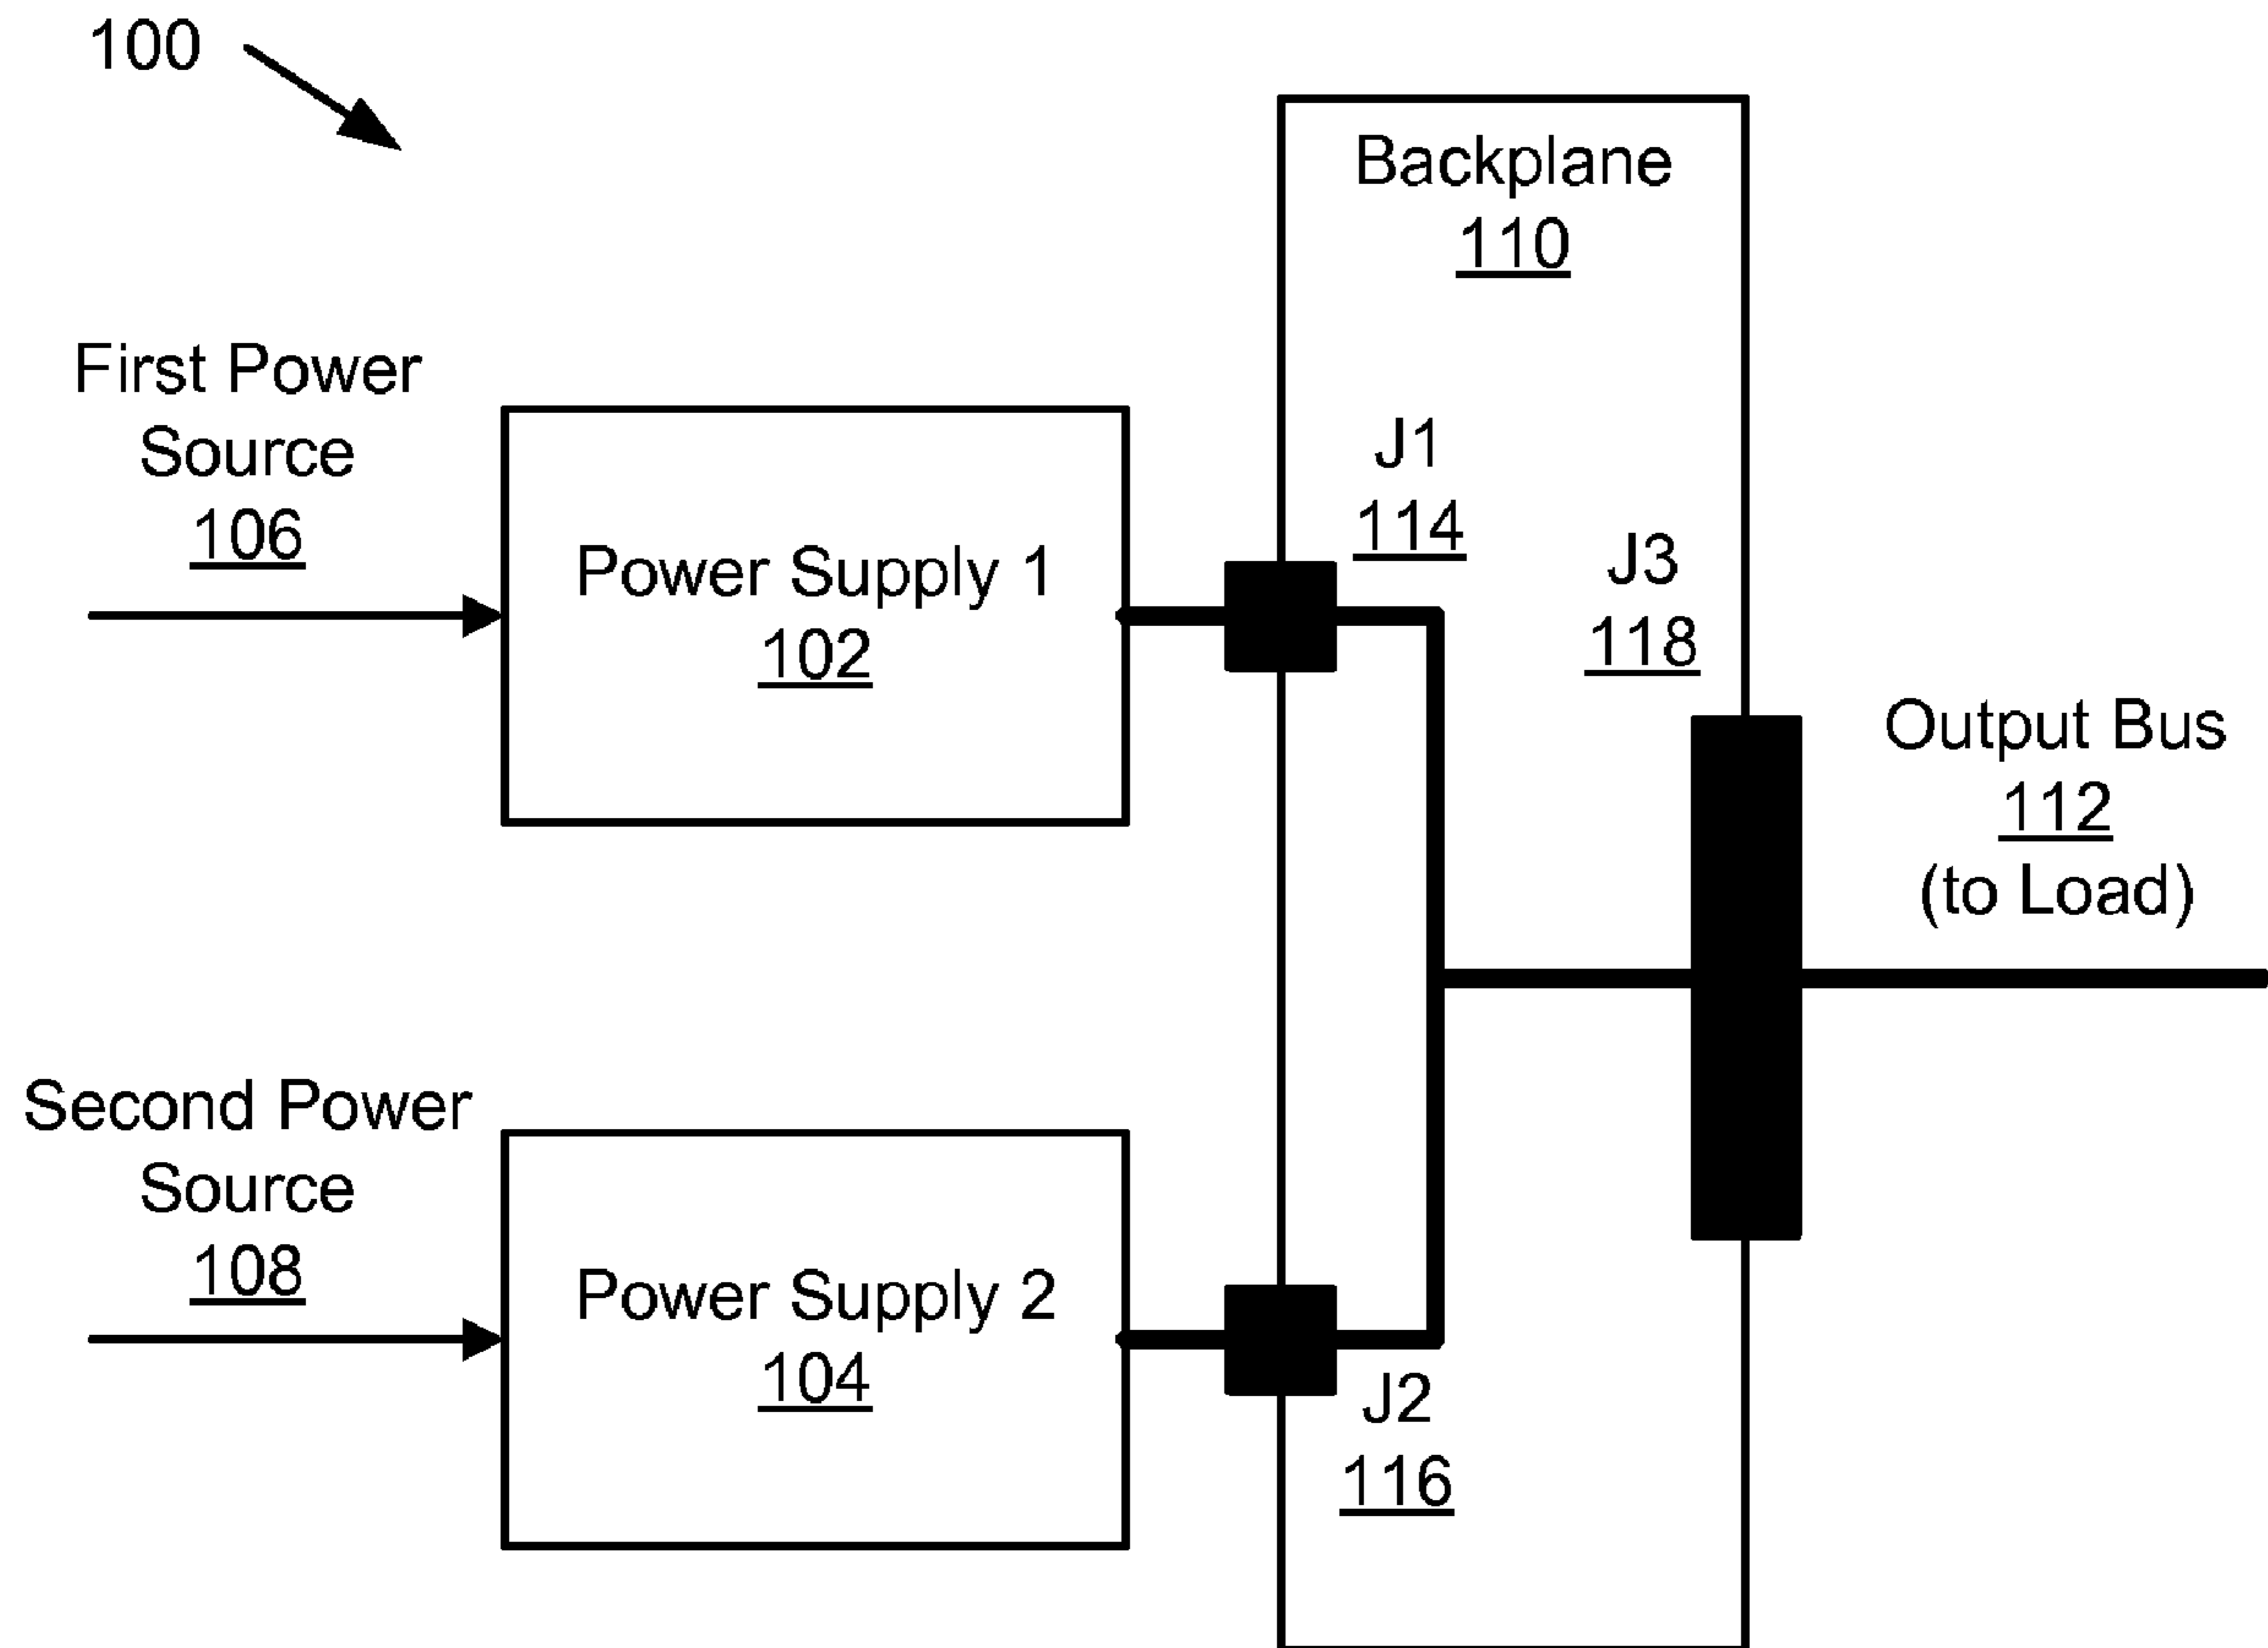 100
Backplane
110
First Power
Source
106
Power Supply 1
102
J1
114
J3
118
Output Bus
112
(to Load)
Second Power
Source
108
Power Supply 2
104
J2
116